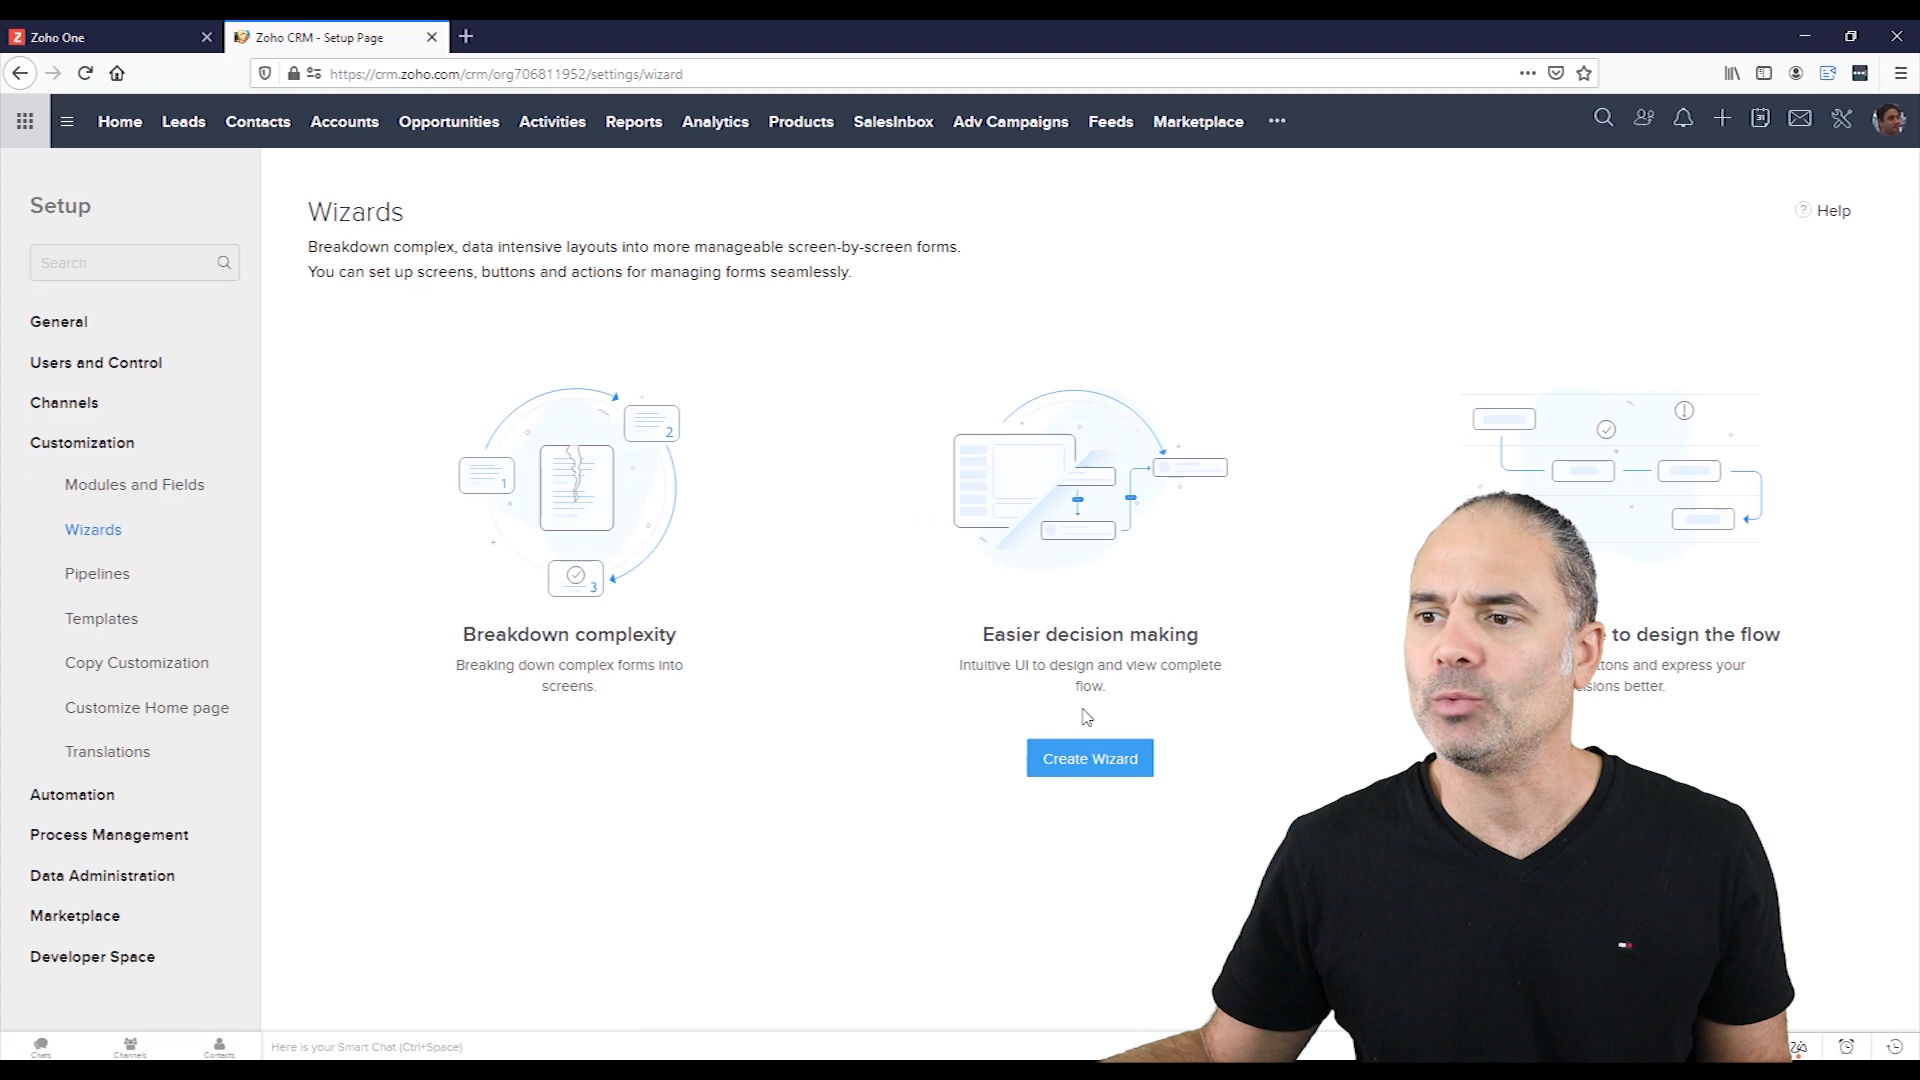 Zoho One
Zoho CRM - Setup Page
https://crm.zoho.com/crm/org706811952/settings/wizard
Home Leads Contacts Accounts Opportunities Activities Reports Analytics Products SalesInbox Adv Campaigns Feeds Marketplace
Setup
Search
General
Users and Control
Channels
Customization
Modules and Fields
Wizards
Pipelines
Templates
Copy Customization
Customize Home page
Translations
Automation
Process Management
Data Administration
Marketplace
Developer Space
Wizards
Help
Breakdown complex, data intensive layouts into more manageable screen-by-screen forms.
You can set up screens, buttons and actions for managing forms seamlessly.
1
2
3
Breakdown complexity
Breaking down complex forms into
screens.
Easier decision making
Intuitive UI to design and view complete
flow.
Create Wizard
to design the flow
and express your
better.
Chats
Channels
Contacts
Here is your Smart Chat (Ctrl+Space)